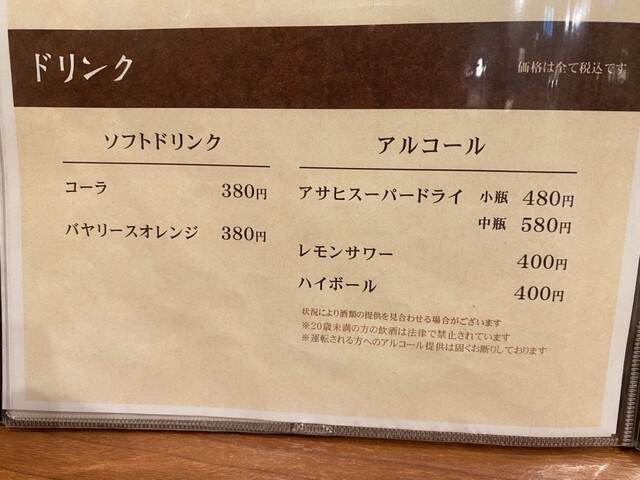 ドリンク
価格は全て税込です
ソフトドリンク
コーラ 380円
バヤリースオレンジ 380円
アルコール
アサヒスーパードライ 小瓶 480円
中瓶 580円
レモンサワー 400円
ハイボール 400円
状況により酒類の提供を見合わせる場合がございます
※20歳未満の方の飲酒は法律で禁止されています
※運転される方へのアルコール提供は固くお断りしております